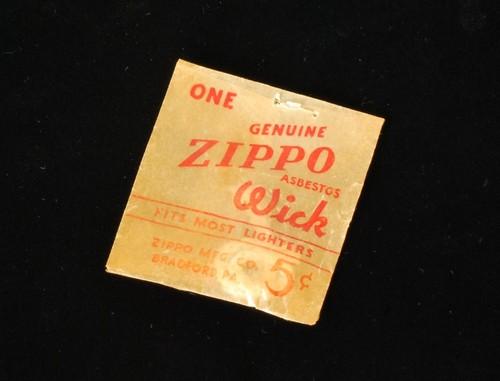 ONE
GENUINE
ZIPPO
ASBESTOS
Wick
FITS MOST LIGHTERS
ZIPPO MFG. CO.
BRADFORD PA.
5¢